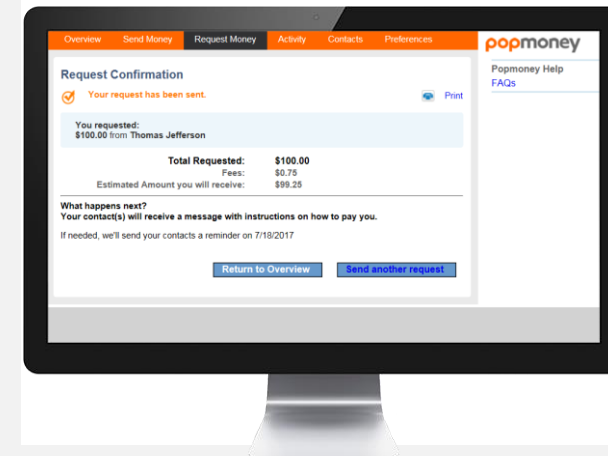 Overview Send Money Request Money Activity Contacts Preferences
popmoney
Request Confirmation
Popmoney Help
FAQs
Your request has been sent.
Print
You requested:
$100.00 from Thomas Jefferson
Total Requested: $100.00
Fees: $0.75
Estimated Amount you will receive: $99.25
What happens next?
Your contact(s) will receive a message with instructions on how to pay you.
If needed, we'll send your contacts a reminder on 7/18/2017
Return to Overview Send another request